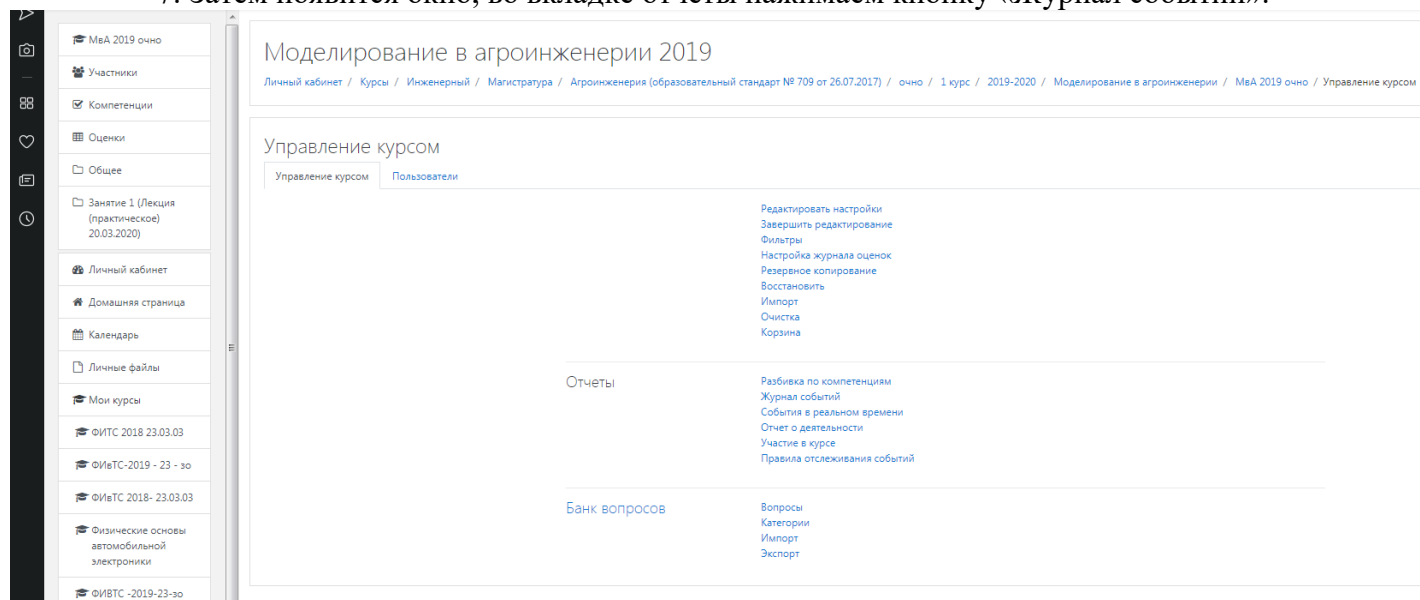 7. Затем появится окно, во вкладке отчеты нажимаем кнопку «Журнал событий».
МвА 2019 очно
Участники
Компетенции
Оценки
Общее
Занятие 1 (Лекция
(практическое)
20.03.2020)
Личный кабинет
Домашняя страница
Календарь
Личные файлы
Мои курсы
ФИТС 2018 23.03.03
ФИвТС-2019 - 23 - зо
ФИвТС 2018- 23.03.03
Физические основы
автомобильной
электроники
ФИВТС -2019-23-зо
Моделирование в агроинженерии 2019
Личный кабинет / Курсы / Инженерный / Магистратура / Агроинженерия (образовательный стандарт № 709 от 26.07.2017) / очно / 1 курс / 2019-2020 / Моделирование в агроинженерии / МвА 2019 очно / Управление курсом
Управление курсом
Управление курсом Пользователи
Редактировать настройки
Завершить редактирование
Фильтры
Настройка журнала оценок
Резервное копирование
Восстановить
Импорт
Очистка
Корзина
Отчеты
Разбивка по компетенциям
Журнал событий
События в реальном времени
Отчет о деятельности
Участие в курсе
Правила отслеживания событий
Банк вопросов
Вопросы
Категории
Импорт
Экспорт